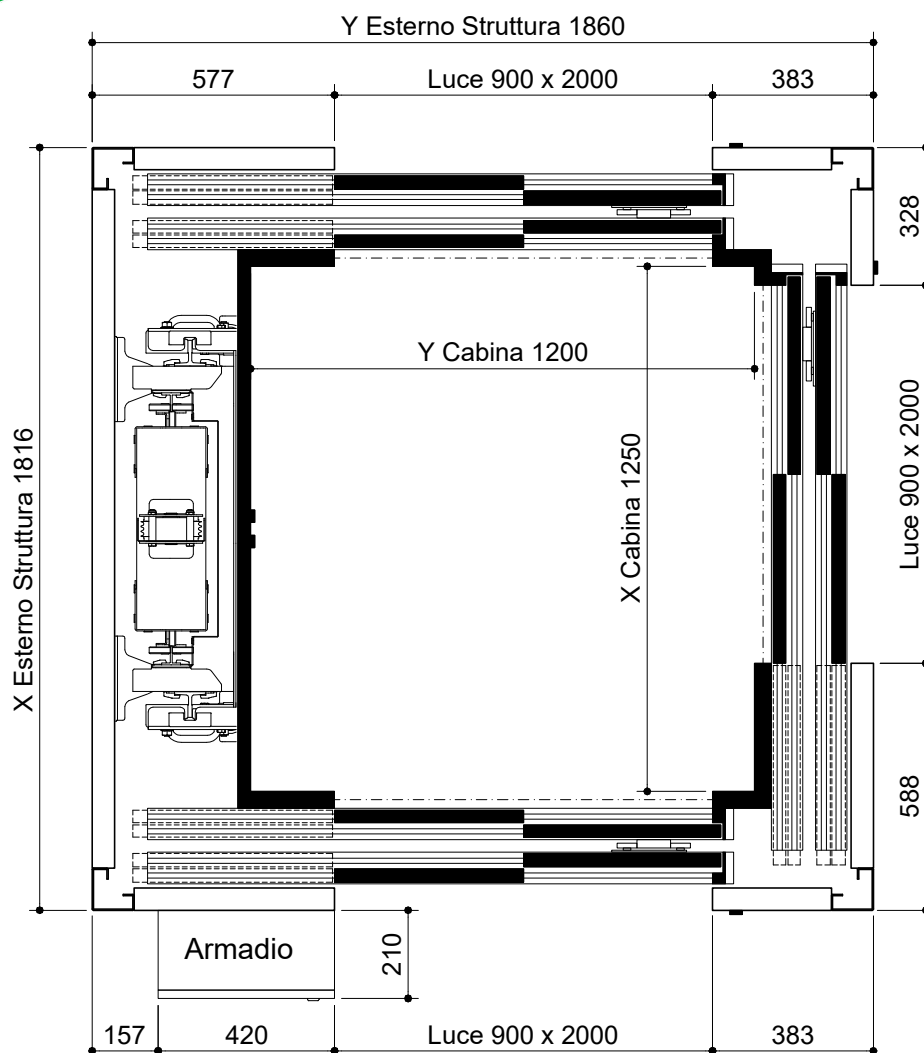 Y Esterno Struttura 1860
577
Luce 900 x 2000
383
328
Y Cabina 1200
X Esterno Struttura 1816
X Cabina 1250
Luce 900 x 2000
588
Armadio
210
157
420
Luce 900 x 2000
383